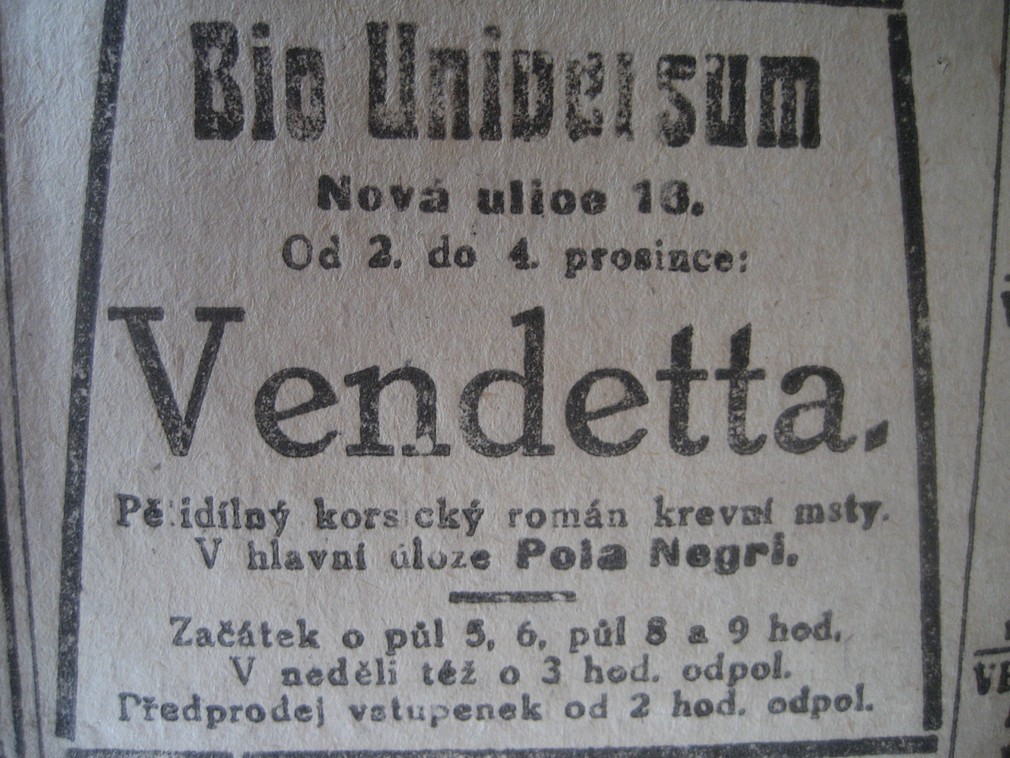 Bio Universum
Nová ulice 16.
Od 2. do 4. prosince:
Vendetta.
Pětidílný korsický román krevní msty.
V hlavní úloze Pola Negri.
Začátek o půl 5, 6, půl 8 a 9 hod.
V neděli též o 3 hod. odpol.
Předprodej vstupenek od 2 hod. odpol.